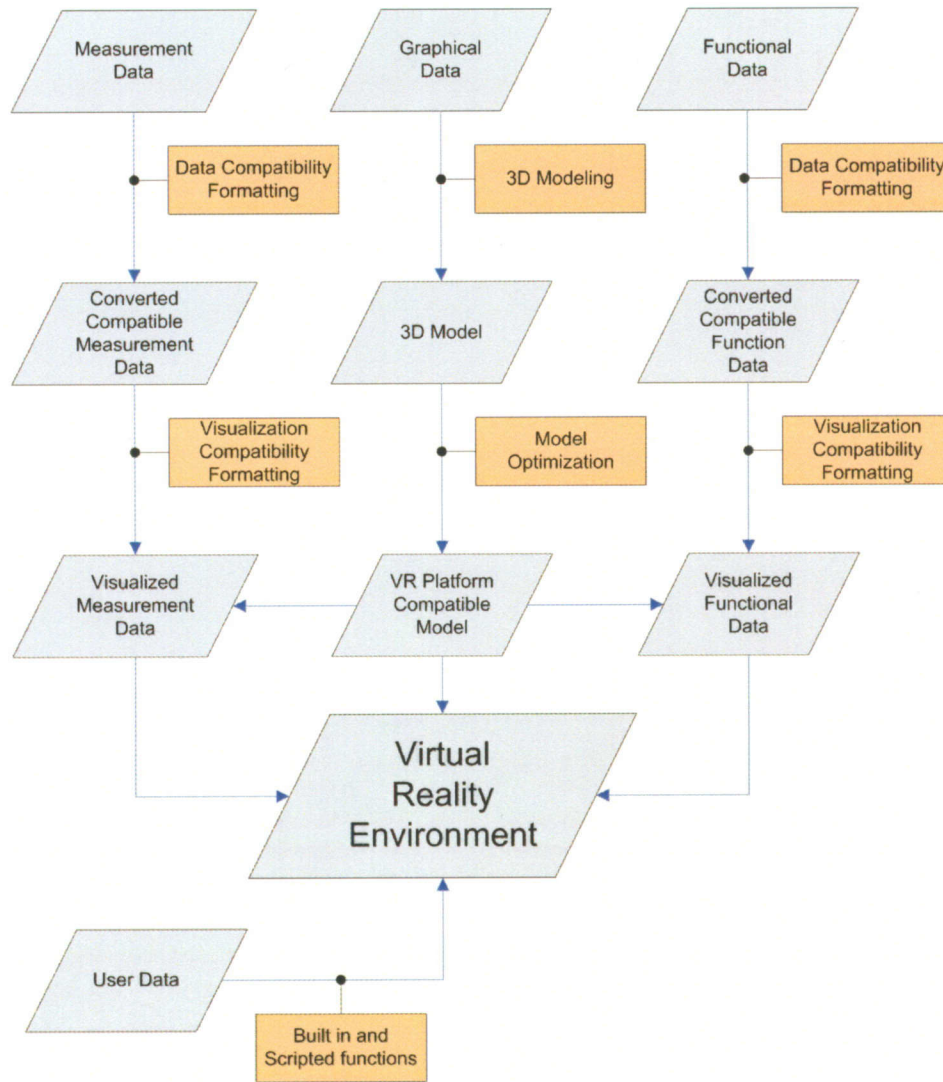 Measurement
Data
Graphical
Data
Functional
Data
Data Compatibility
Formatting
3D Modeling
Data Compatibility
Formatting
Converted
Compatible
Measurement
Data
3D Model
Converted
Compatible
Function
Data
Visualization
Compatibility
Formatting
Model
Optimization
Visualization
Compatibility
Formatting
Visualized
Measurement
Data
VR Platform
Compatible
Model
Visualized
Functional
Data
Virtual
Reality
Environment
User Data
Built in and
Scripted functions